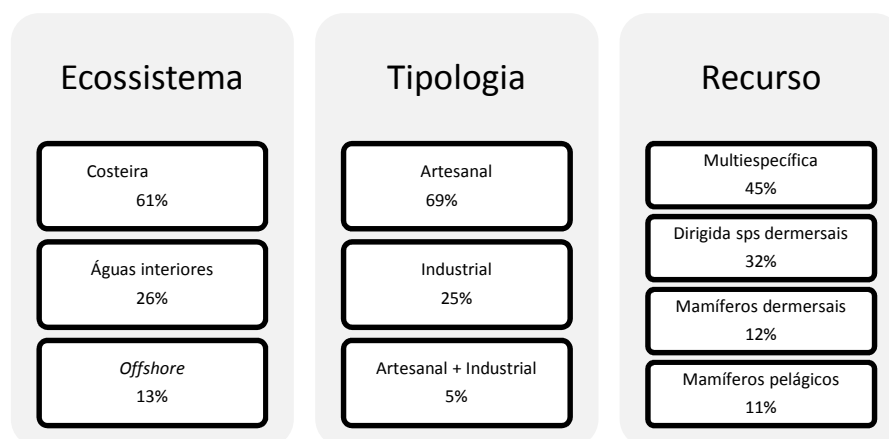 Ecossistema
Costeira
61%
Águas interiores
26%
Offshore
13%
Tipologia
Artesanal
69%
Industrial
25%
Artesanal + Industrial
5%
Recurso
Multiespecífica
45%
Dirigida sps dermersais
32%
Mamíferos dermersais
12%
Mamíferos pelágicos
11%